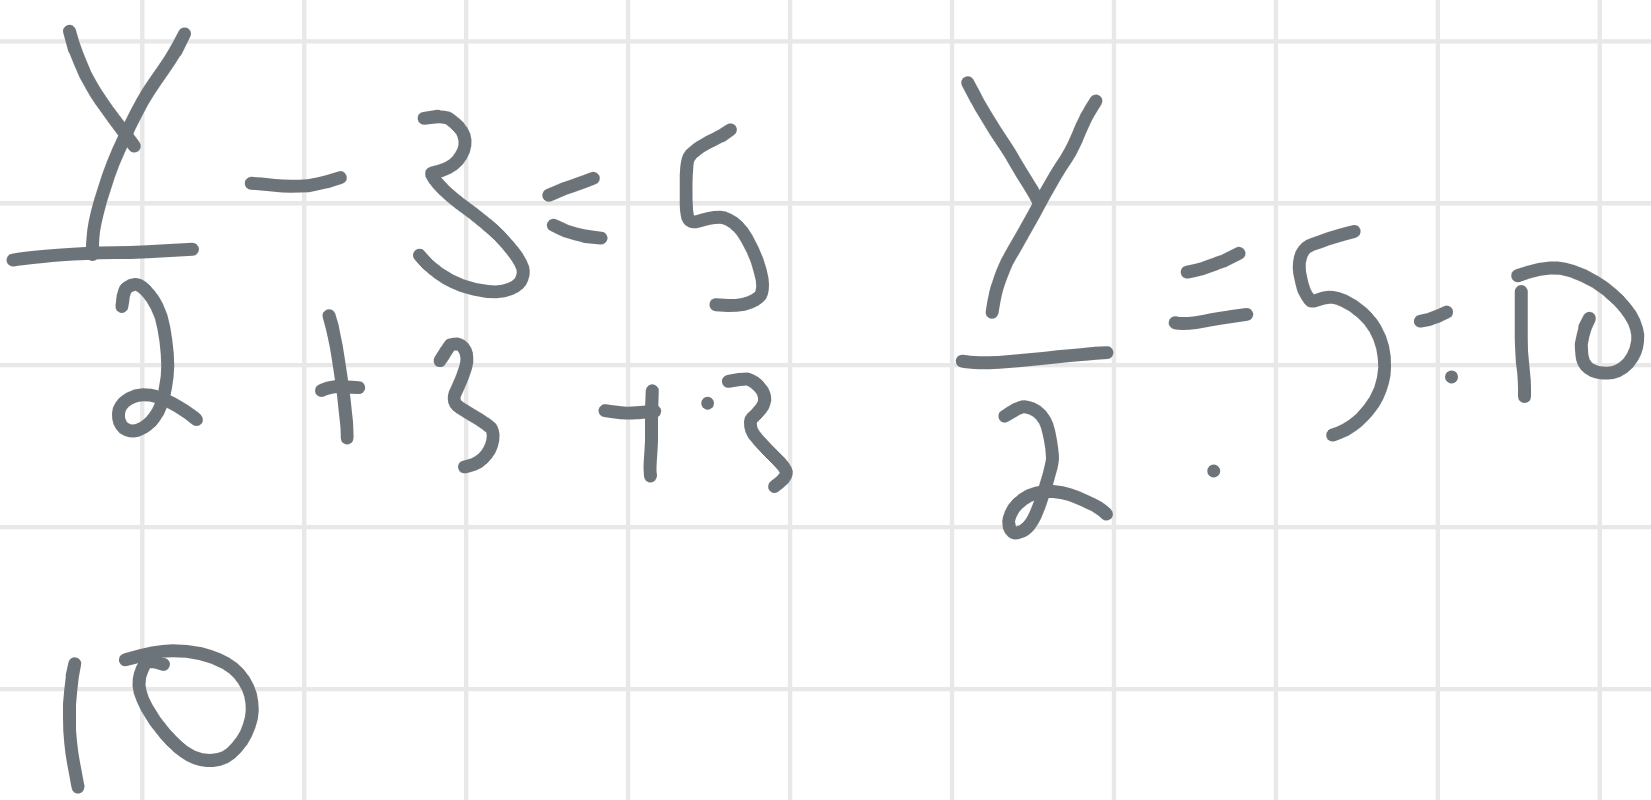 Y/2 - 3 = 5
+ 3 + 3
Y/2 = 5 = 10
10